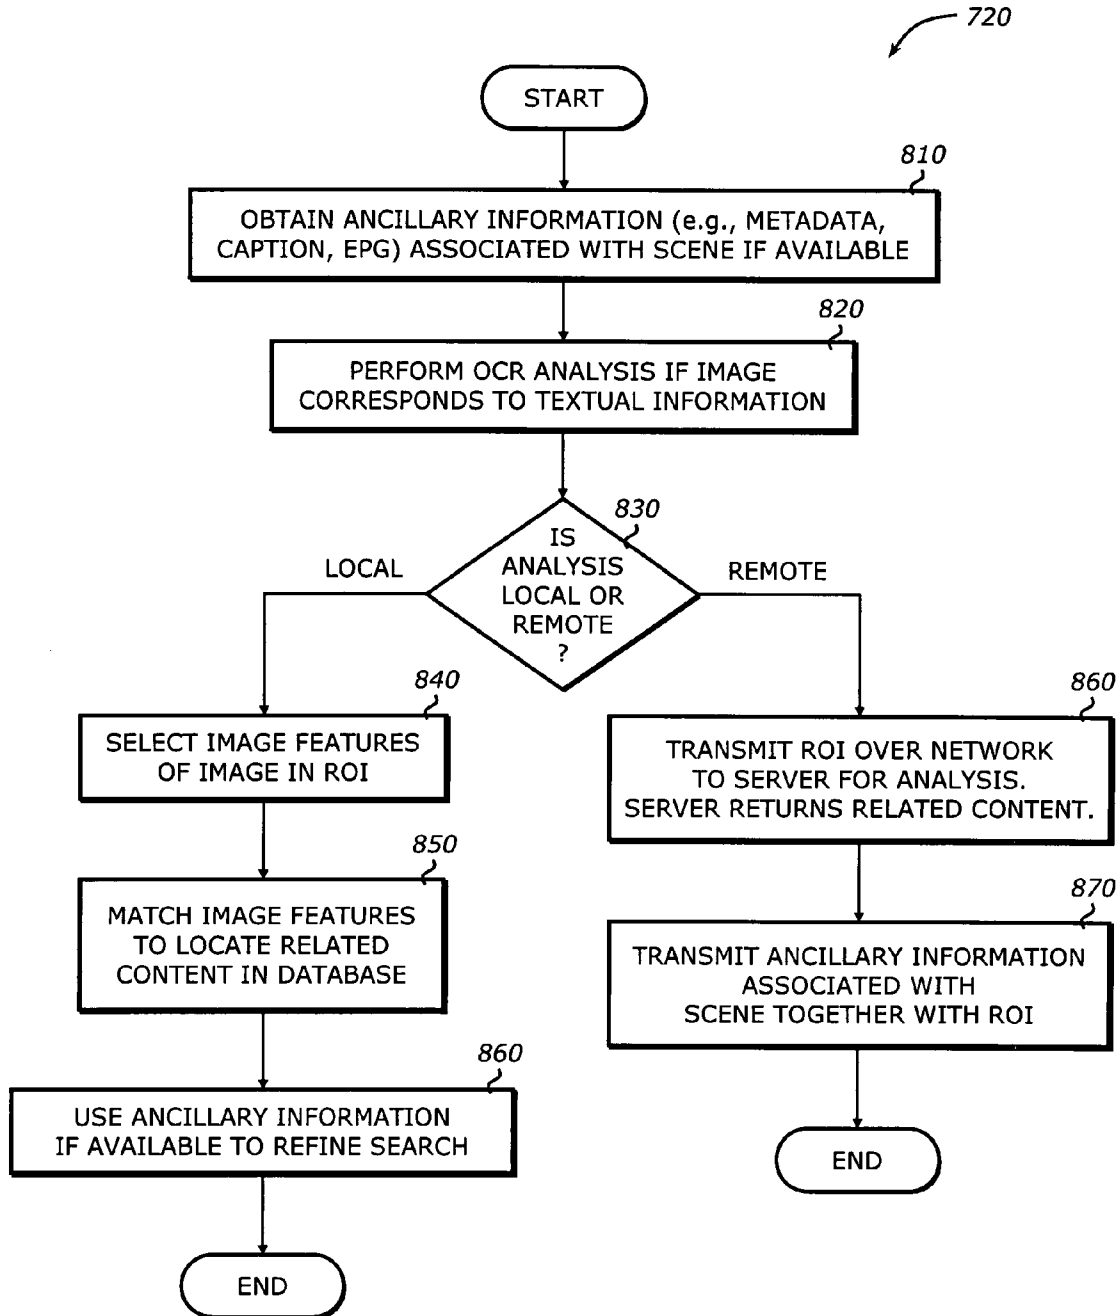 720
START
810
OBTAIN ANCILLARY INFORMATION (e.g., METADATA,
CAPTION, EPG) ASSOCIATED WITH SCENE IF AVAILABLE
820
PERFORM OCR ANALYSIS IF IMAGE
CORRESPONDS TO TEXTUAL INFORMATION
830
IS
ANALYSIS
LOCAL OR
REMOTE
?
LOCAL
REMOTE
840
SELECT IMAGE FEATURES
OF IMAGE IN ROI
850
MATCH IMAGE FEATURES
TO LOCATE RELATED
CONTENT IN DATABASE
860
USE ANCILLARY INFORMATION
IF AVAILABLE TO REFINE SEARCH
END
860
TRANSMIT ROI OVER NETWORK
TO SERVER FOR ANALYSIS.
SERVER RETURNS RELATED CONTENT.
870
TRANSMIT ANCILLARY INFORMATION
ASSOCIATED WITH
SCENE TOGETHER WITH ROI
END